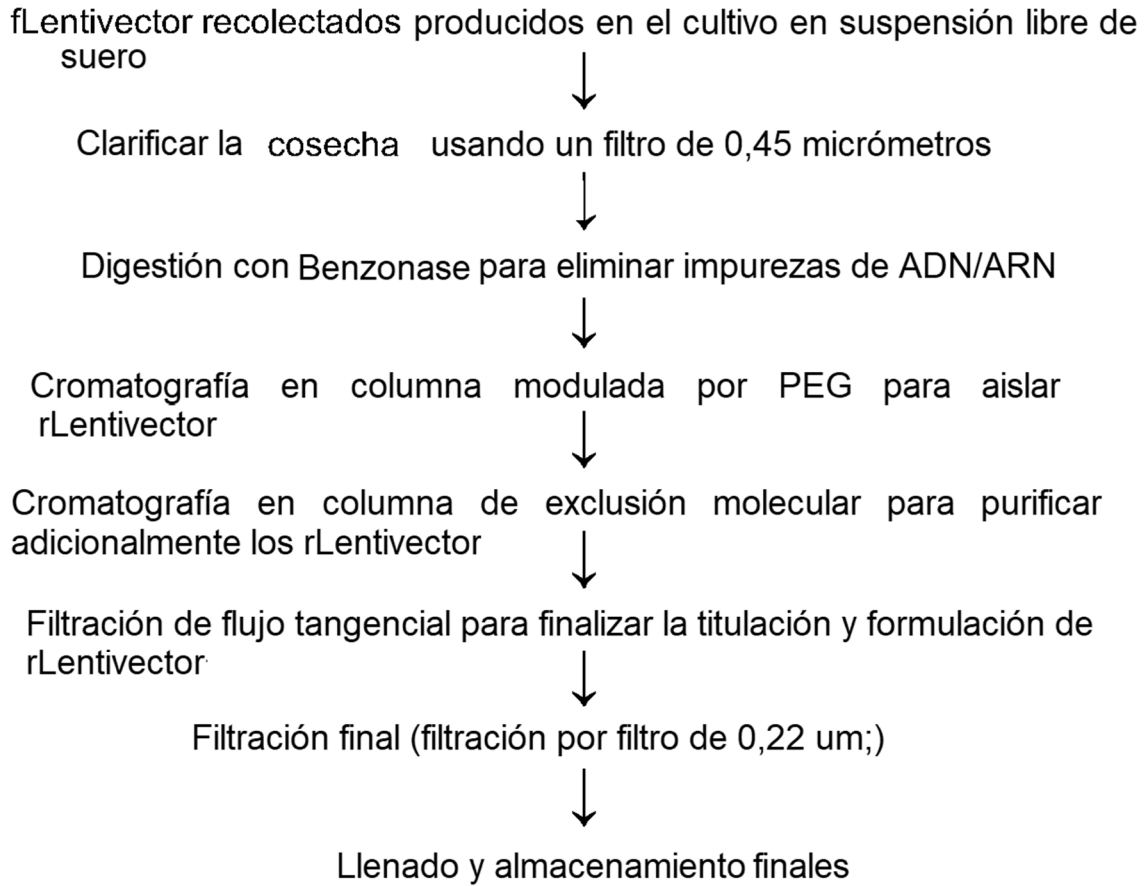 fLentivector recolectados producidos en el cultivo en suspensión libre de
suero
Clarificar la cosecha usando un filtro de 0,45 micrómetros
Digestión con Benzonase para eliminar impurezas de ADN/ARN
Cromatografía en columna modulada por PEG para aislar
rLentivector
Cromatografía en columna de exclusión molecular para purificar
adicionalmente los rLentivector
Filtración de flujo tangencial para finalizar la titulación y formulación de
rLentivector
Filtración final (filtración por filtro de 0,22 um;)
Llenado y almacenamiento finales